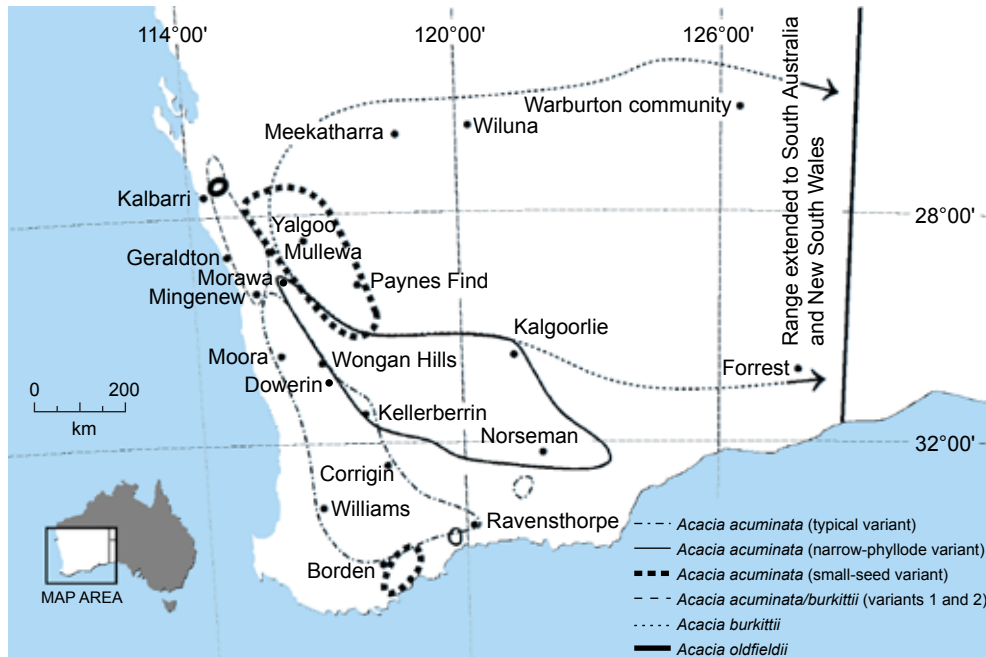 114°00'
120°00'
126°00'
Warburton community
Meekatharra
Wiluna
Range extended to South Australia
and New South Wales
Kalbarri
28°00'
Yalgoo
Mullewa
Geraldton
Morawa
Paynes Find
Mingenew
Kalgoorlie
Moora
Wongan Hills
Forrest
Dowerin
0 200
km
Kellerberrin
Norseman
32°00'
Corrigin
Williams
Ravensthorpe
Borden
MAP AREA
Acacia acuminata (typical variant)
Acacia acuminata (narrow-phyllode variant)
Acacia acuminata (small-seed variant)
Acacia acuminata/burkittii (variants 1 and 2)
Acacia burkittii
Acacia oldfieldii